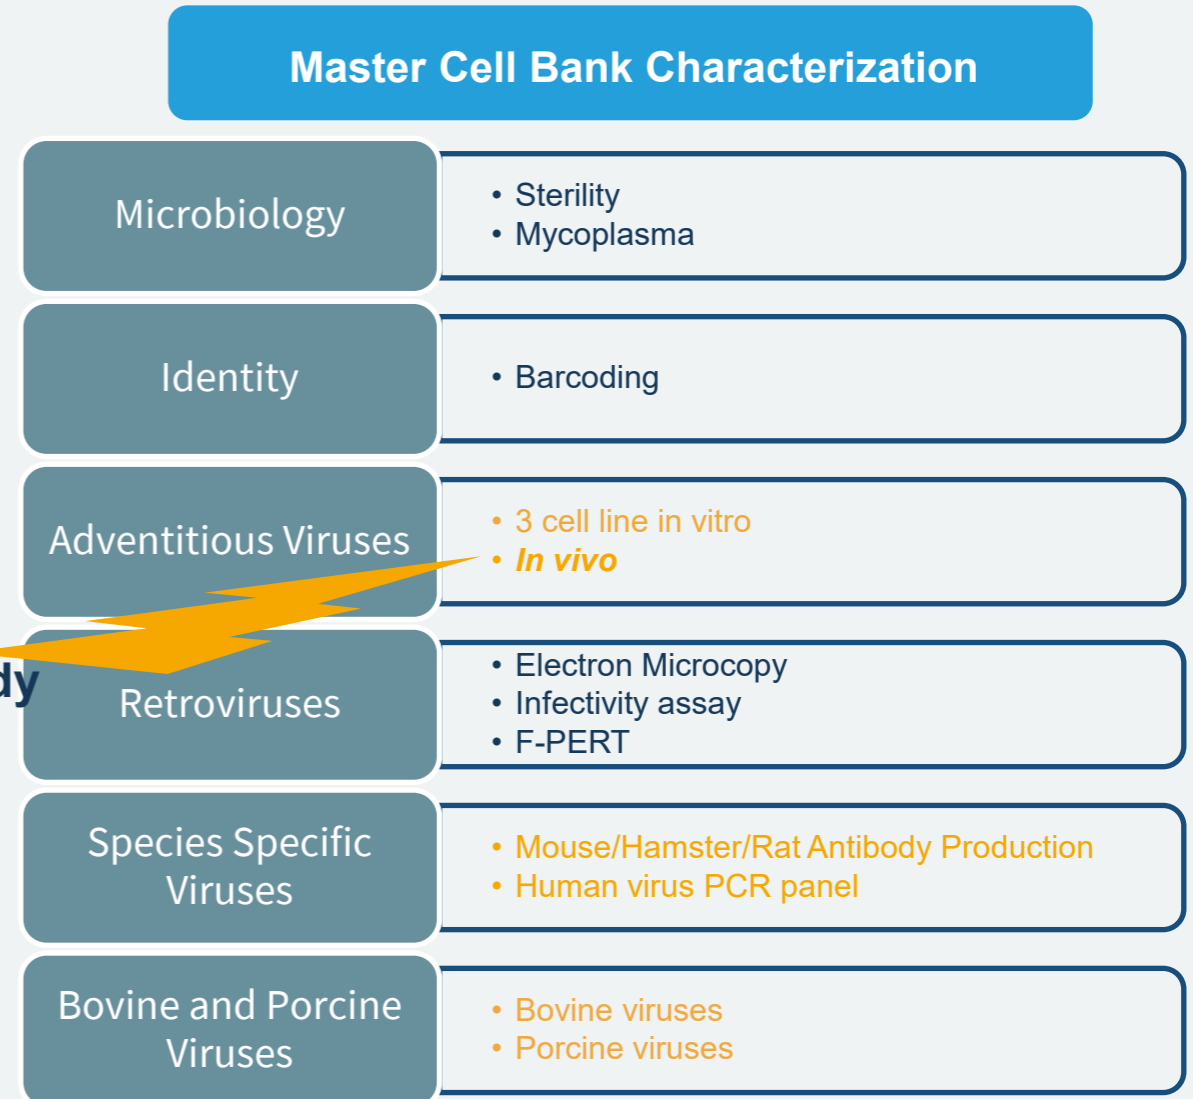 Master Cell Bank Characterization
Microbiology
• Sterility
• Mycoplasma
Identity
• Barcoding
Adventitious Viruses
• 3 cell line in vitro
• In vivo
dy
Retroviruses
• Electron Microcopy
• Infectivity assay
• F-PERT
Species Specific
Viruses
• Mouse/Hamster/Rat Antibody Production
• Human virus PCR panel
Bovine and Porcine
Viruses
• Bovine viruses
• Porcine viruses